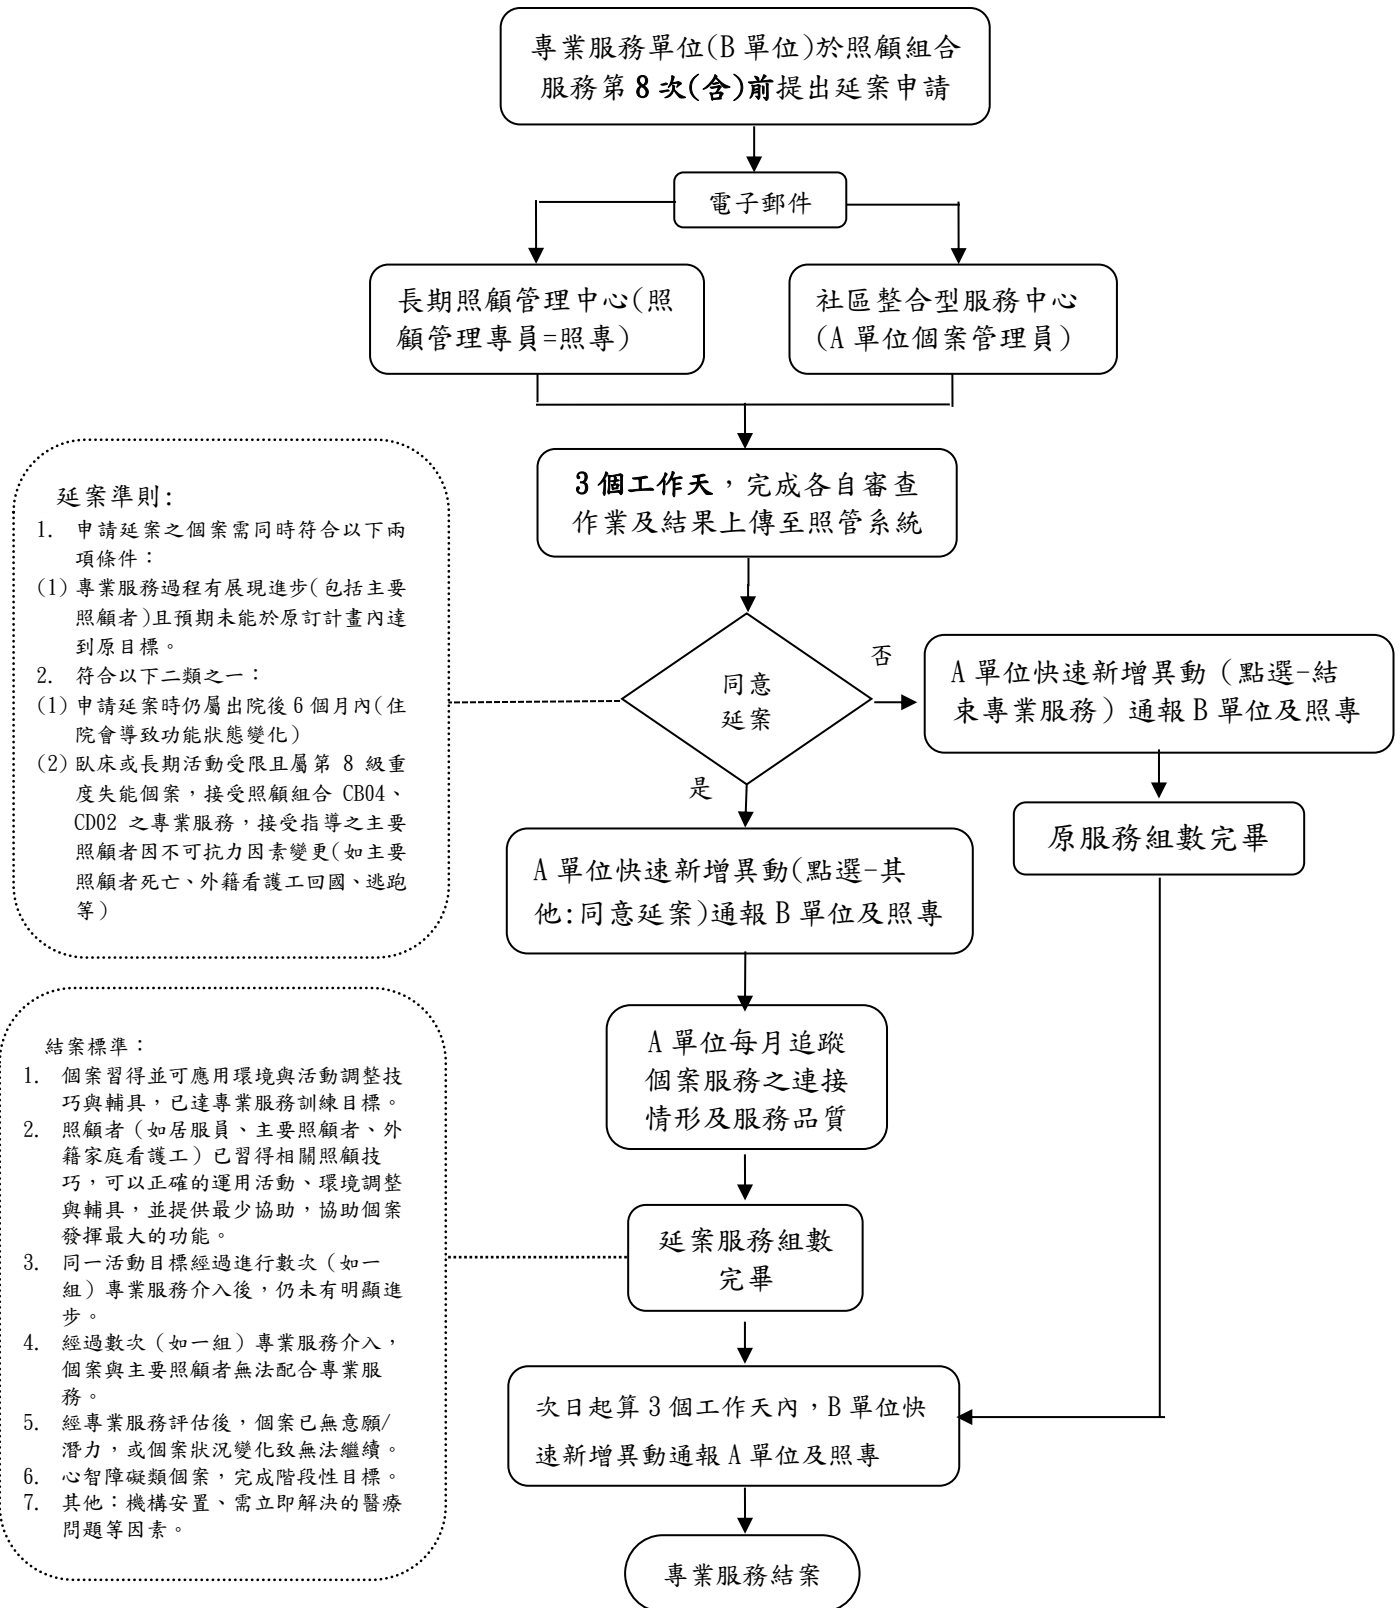 專業服務單位(B 單位)於照顧組合
服務第 8 次(含)前提出延案申請
電子郵件
長期照顧管理中心(照
顧管理專員=照專)
社區整合型服務中心
(A 單位個案管理員)
3 個工作天，完成各自審查
作業及結果上傳至照管系統
延案準則:
1. 申請延案之個案需同時符合以下兩
項條件：
(1) 專業服務過程有展現進步(包括主要
照顧者)且預期未能於原訂計畫內達
到原目標。
2. 符合以下二類之一：
(1) 申請延案時仍屬出院後 6 個月內(住
院會導致功能狀態變化)
(2) 臥床或長期活動受限且屬第 8 級重
度失能個案，接受照顧組合 CB04、
CD02 之專業服務，接受指導之主要
照顧者因不可抗力因素變更(如主要
照顧者死亡、外籍看護工回國、逃跑
等)
同意
延案
否
是
A 單位快速新增異動（點選-結
束專業服務）通報 B 單位及照專
原服務組數完畢
A 單位快速新增異動(點選-其
他:同意延案)通報 B 單位及照專
A 單位每月追蹤
個案服務之連接
情形及服務品質
結案標準：
1. 個案習得並可應用環境與活動調整技
巧與輔具，已達專業服務訓練目標。
2. 照顧者（如居服員、主要照顧者、外
籍家庭看護工）已習得相關照顧技
巧，可以正確的運用活動、環境調整
與輔具，並提供最少協助，協助個案
發揮最大的功能。
3. 同一活動目標經過進行數次（如一
組）專業服務介入後，仍未有明顯進
步。
4. 經過數次（如一組）專業服務介入，
個案與主要照顧者無法配合專業服
務。
5. 經專業服務評估後，個案已無意願/
潛力，或個案狀況變化致無法繼續。
6. 心智障礙類個案，完成階段性目標。
7. 其他：機構安置、需立即解決的醫療
問題等因素。
延案服務組數
完畢
次日起算 3 個工作天內，B 單位快
速新增異動通報 A 單位及照專
專業服務結案